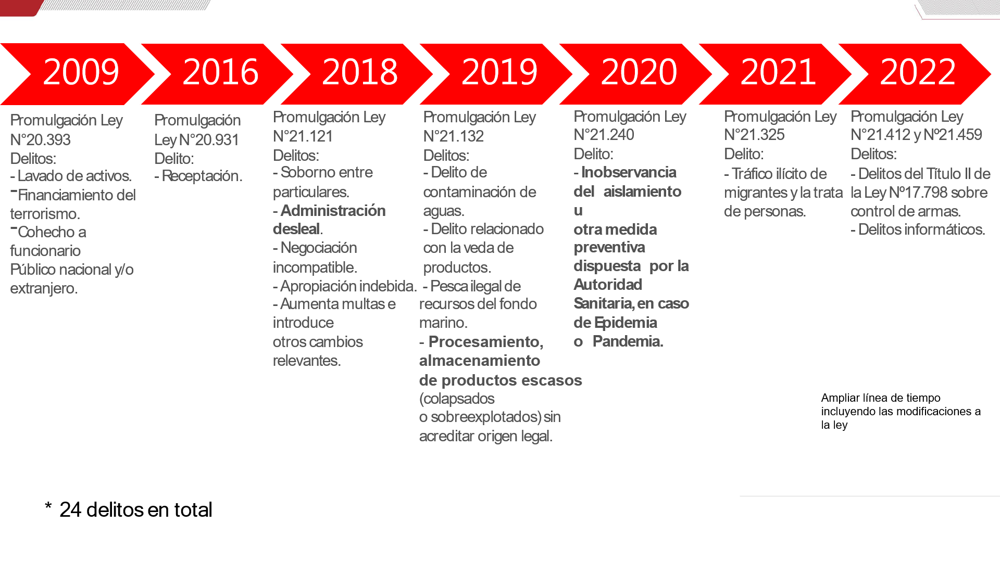 2009
Promulgación Ley
N°20.393
Delitos:
- Lavado de activos.
-Financiamiento del
terrorismo.
-Cohecho a
funcionario
Público nacional y/o
extranjero.
2016
Promulgación
Ley N°20.931
Delito:
- Receptación.
2018
Promulgación Ley
N°21.121
Delitos:
- Soborno entre
particulares.
- Administración
desleal.
- Negociación
incompatible.
- Apropiación indebida.
- Aumenta multas e
introduce
otros cambios
relevantes.
2019
Promulgación Ley
N°21.132
Delitos:
- Delito de
contaminación de
aguas.
- Delito relacionado
con la veda de
productos.
- Pesca ilegal de
recursos del fondo
marino.
- Procesamiento,
almacenamiento
de productos escasos
(colapsados
o sobreexplotados) sin
acreditar origen legal.
2020
Promulgación Ley
N°21.240
Delito:
- Inobservancia
del aislamiento
u
otra medida
preventiva
dispuesta por la
Autoridad
Sanitaria, en caso
de Epidemia
o Pandemia.
2021
Promulgación Ley
N°21.325
Delito:
- Tráfico ilícito de
migrantes y la trata
de personas.
2022
Promulgación Ley
N°21.412 y Nº21.459
Delitos:
- Delitos del Título II de
la Ley Nº17.798 sobre
control de armas.
- Delitos informáticos.
Ampliar línea de tiempo
incluyendo las modificaciones a
la ley
* 24 delitos en total